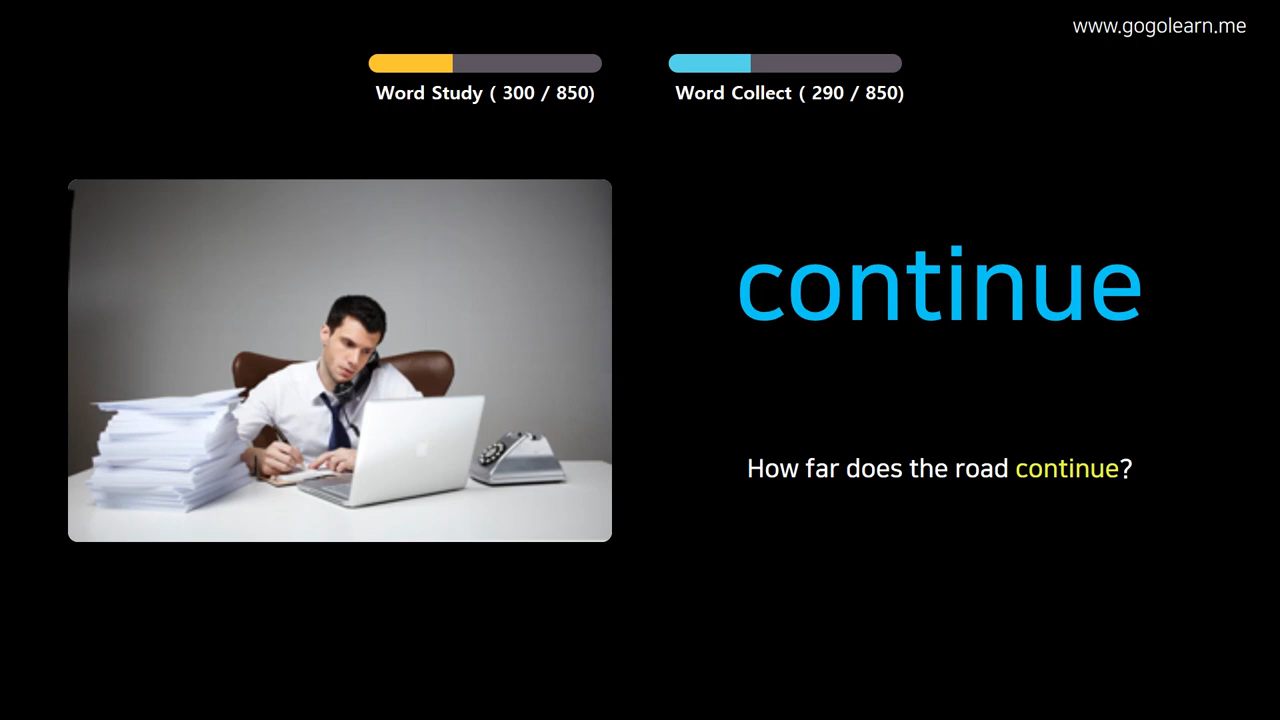 www.gogolearn.me
Word Study ( 300 / 850)
Word Collect ( 290 / 850)
continue
How far does the road continue?